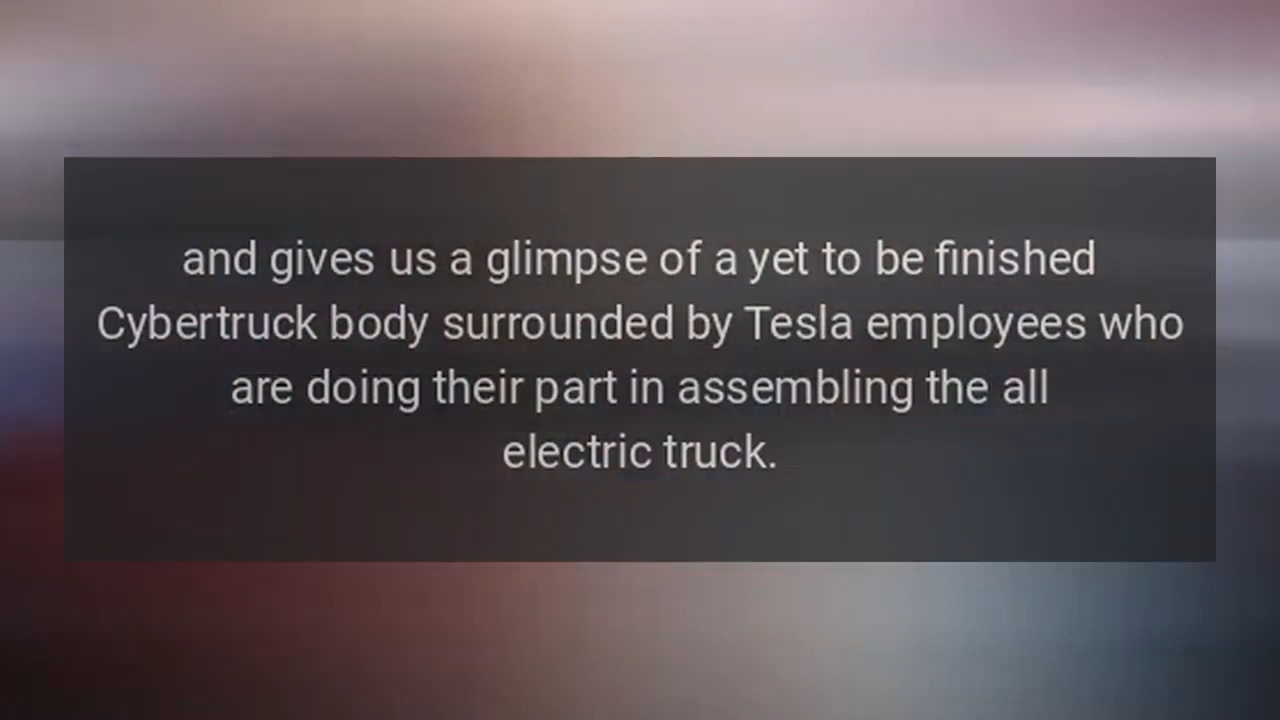 and gives us a glimpse of a yet to be finished
Cybertruck body surrounded by Tesla employees who
are doing their part in assembling the all
electric truck.